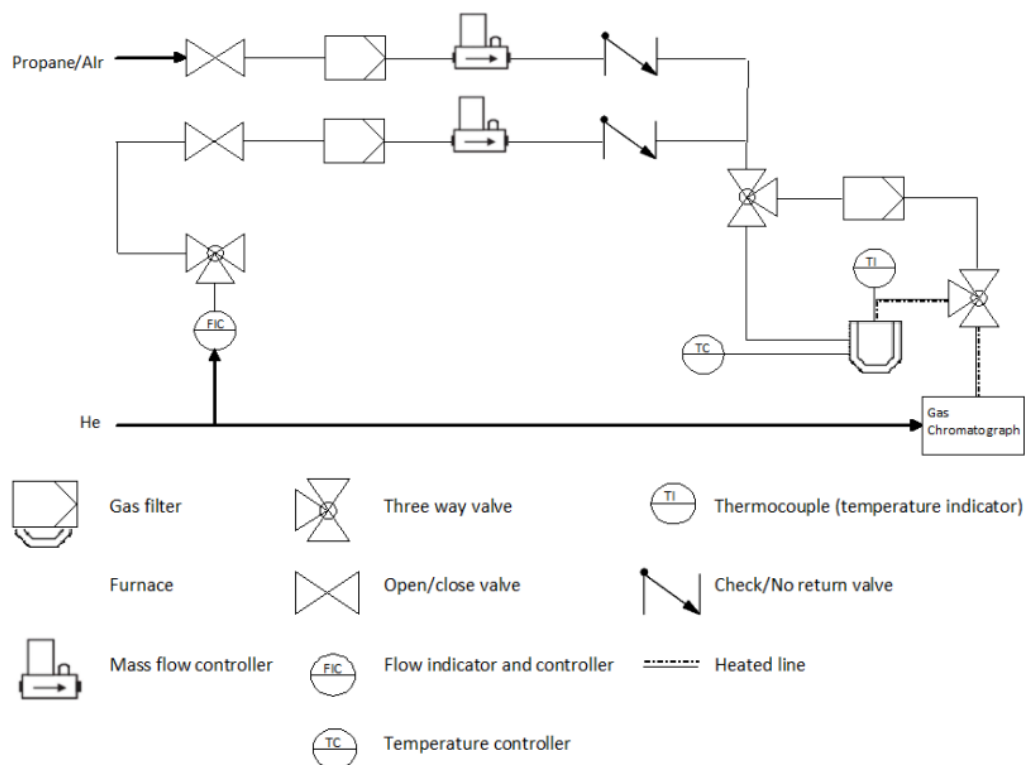 Propane/AIr
TI
FIC
TC
He
Gas
Chromatograph
Gas filter
Three way valve
TI
Thermocouple (temperature indicator)
Furnace
Open/close valve
Check/No return valve
Mass flow controller
FIC
Flow indicator and controller
Heated line
TC
Temperature controller